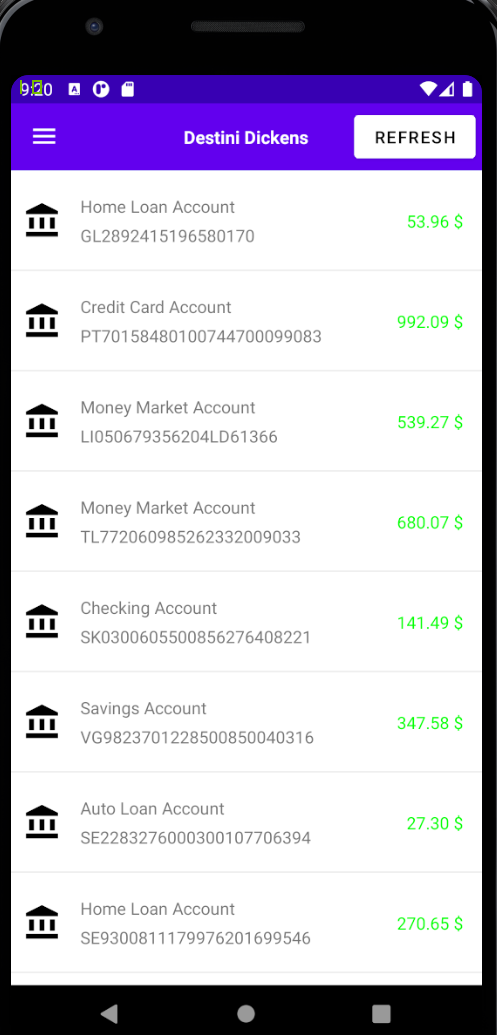 9:20
Destini Dickens
REFRESH
Home Loan Account
GL2892415196580170
53.96 $
Credit Card Account
PT70158480100744700099083
992.09 $
Money Market Account
LI050679356204LD61366
539.27 $
Money Market Account
TL772060985262332009033
680.07 $
Checking Account
SK0300605500856276408221
141.49 $
Savings Account
VG9823701228500850040316
347.58 $
Auto Loan Account
SE2283276000300107706394
27.30 $
Home Loan Account
SE9300811179976201699546
270.65 $